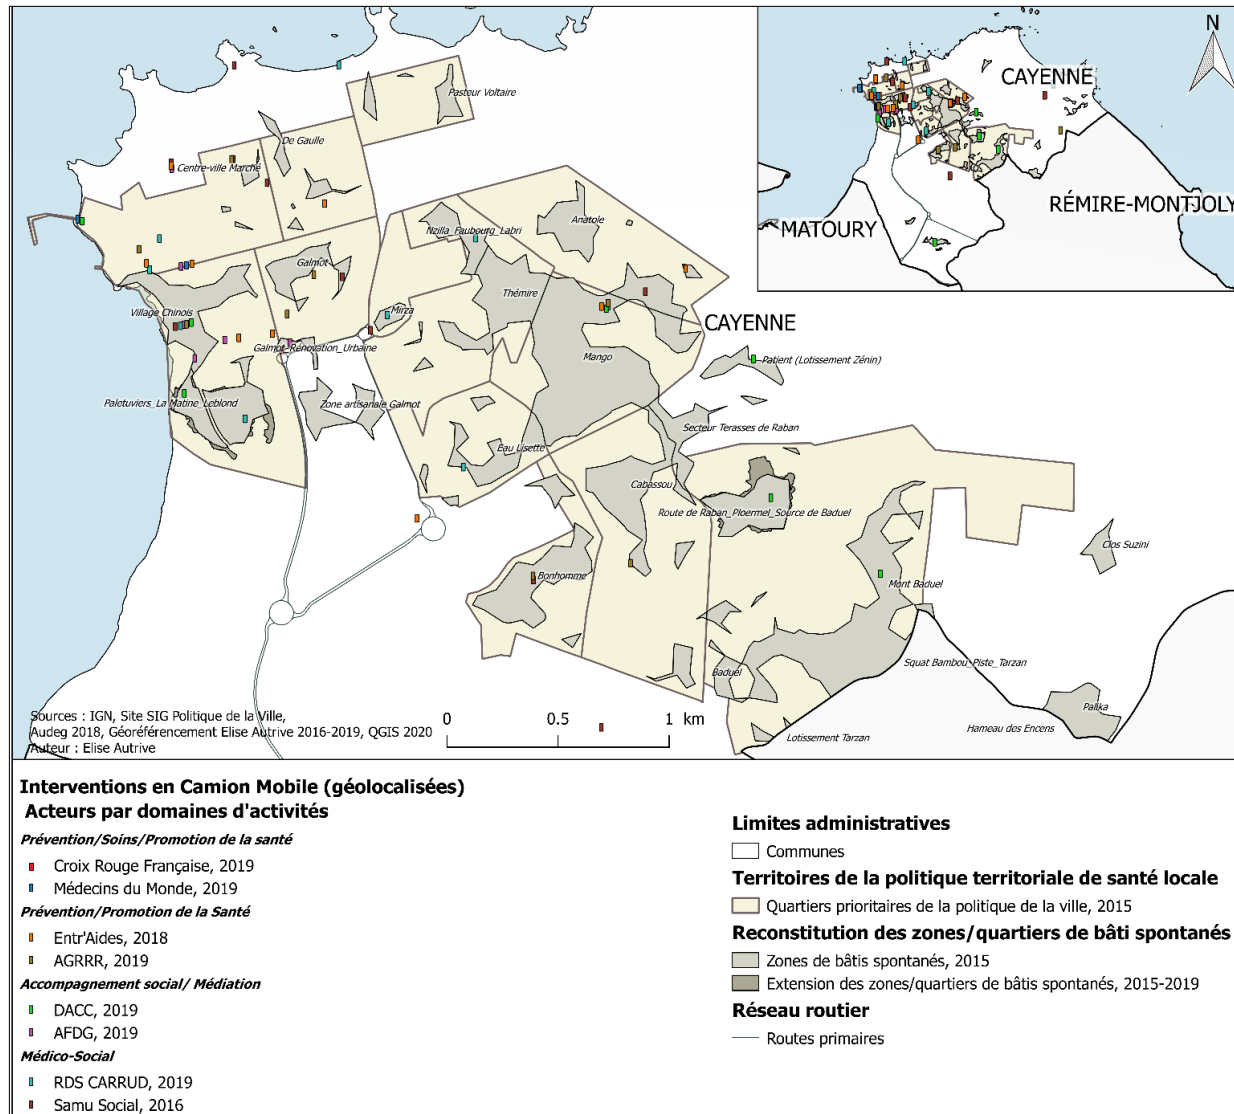 N
CAYENNE
RÉMIRE-MONTJOLY
MATOURY
Pasteur Voltaire
De Gaulle
Centre-ville Marché
Anatole
Nzilla_Faubourg_Labri
Galmot
Thémire
Village Chinois
Mirza
CAYENNE
Galmot_Rénovation_Urbaine
Mango
Patient (Lotissement Zénin)
Paletuviers_La Matine_Leblond
Zone artisanale Galmot
Secteur Terasses de Raban
Eau Lisette
Cabassou
Route de Raban_Ploermel_Source de Baduel
Clos Suzini
Bonhomme
Mont Baduel
Squat Bambou_Piste_Tarzan
Baduel
Palika
Hameau des Encens
Lotissement Tarzan
Sources : IGN, Site SIG Politique de la Ville,
Audeg 2018, Géoréférencement Elise Autrive 2016-2019, QGIS 2020
Auteur : Elise Autrive
0 0.5 1 km
Interventions en Camion Mobile (géolocalisées)
Acteurs par domaines d'activités
Prévention/Soins/Promotion de la santé
Croix Rouge Française, 2019
Médecins du Monde, 2019
Prévention/Promotion de la Santé
Entr'Aides, 2018
AGRRR, 2019
Accompagnement social/ Médiation
DACC, 2019
AFDG, 2019
Médico-Social
RDS CARRUD, 2019
Samu Social, 2016
Limites administratives
Communes
Territoires de la politique territoriale de santé locale
Quartiers prioritaires de la politique de la ville, 2015
Reconstitution des zones/quartiers de bâti spontanés
Zones de bâtis spontanés, 2015
Extension des zones/quartiers de bâtis spontanés, 2015-2019
Réseau routier
Routes primaires